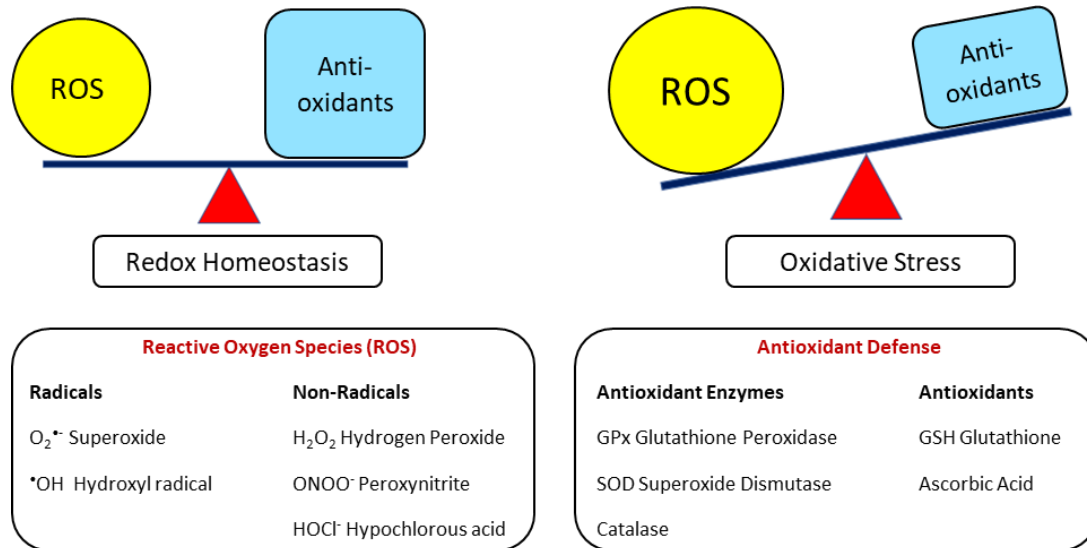 ROS
Anti-
oxidants
Redox Homeostasis
ROS
Anti-
oxidants
Oxidative Stress
Reactive Oxygen Species (ROS)
Radicals Non-Radicals
O₂•⁻ Superoxide H₂O₂ Hydrogen Peroxide
•OH Hydroxyl radical ONOO⁻ Peroxynitrite
HOCl⁻ Hypochlorous acid
Antioxidant Defense
Antioxidant Enzymes Antioxidants
GPx Glutathione Peroxidase GSH Glutathione
SOD Superoxide Dismutase Ascorbic Acid
Catalase